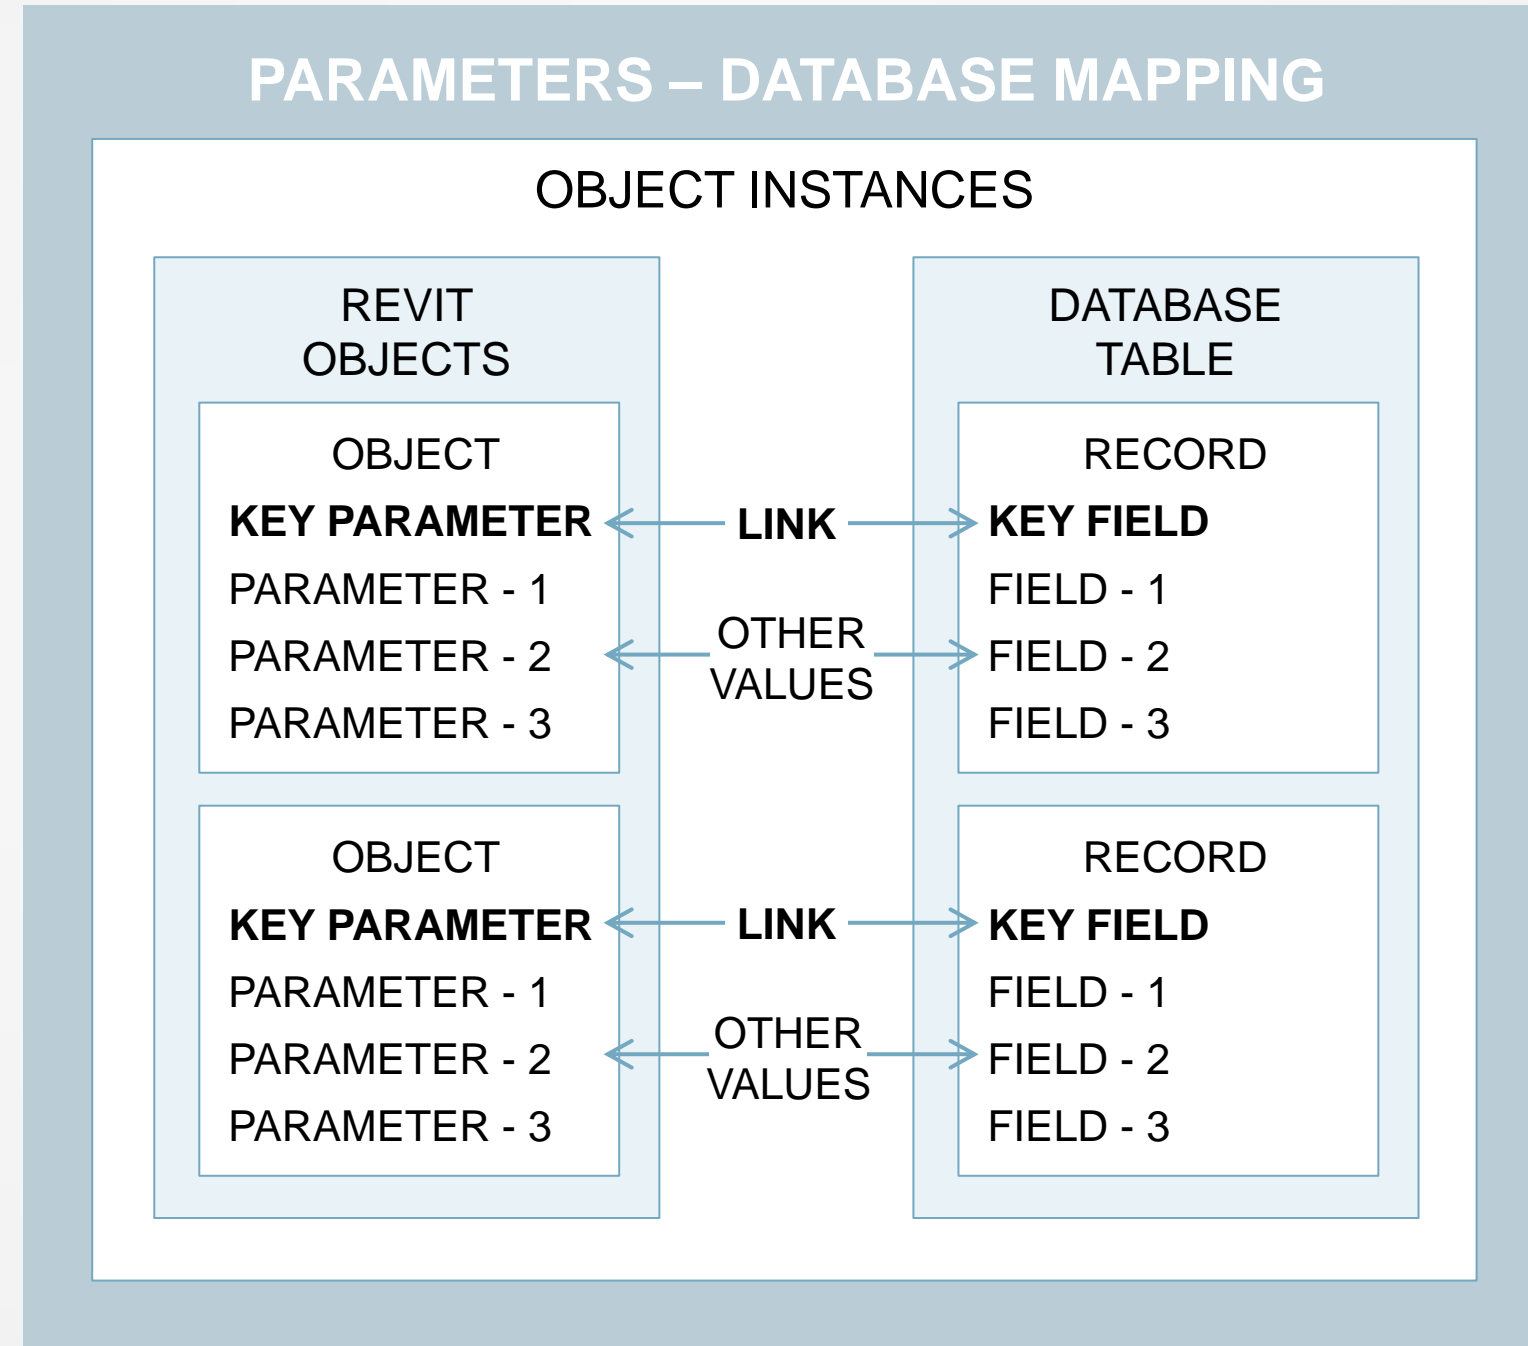 PARAMETERS – DATABASE MAPPING
OBJECT INSTANCES
REVIT
OBJECTS
OBJECT
KEY PARAMETER
PARAMETER - 1
PARAMETER - 2
PARAMETER - 3
LINK
OTHER
VALUES
DATABASE
TABLE
RECORD
KEY FIELD
FIELD - 1
FIELD - 2
FIELD - 3
OBJECT
KEY PARAMETER
PARAMETER - 1
PARAMETER - 2
PARAMETER - 3
LINK
OTHER
VALUES
RECORD
KEY FIELD
FIELD - 1
FIELD - 2
FIELD - 3